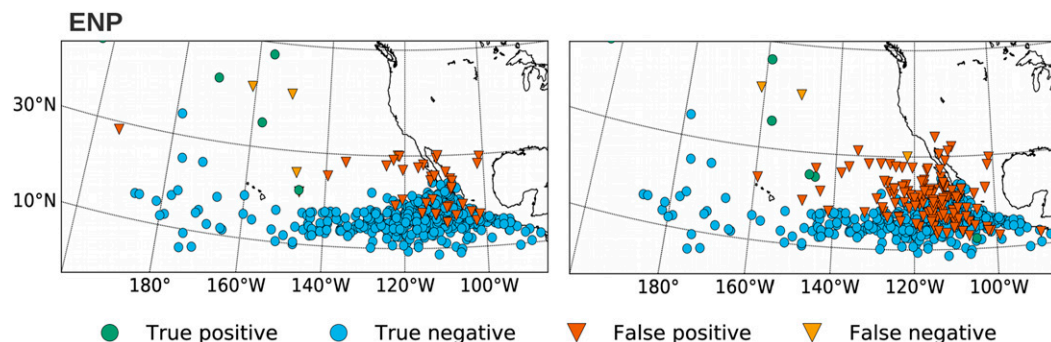 ENP
30°N
10°N
180° 160°W 140°W 120°W 100°W
180° 160°W 140°W 120°W 100°W
True positive True negative False positive False negative